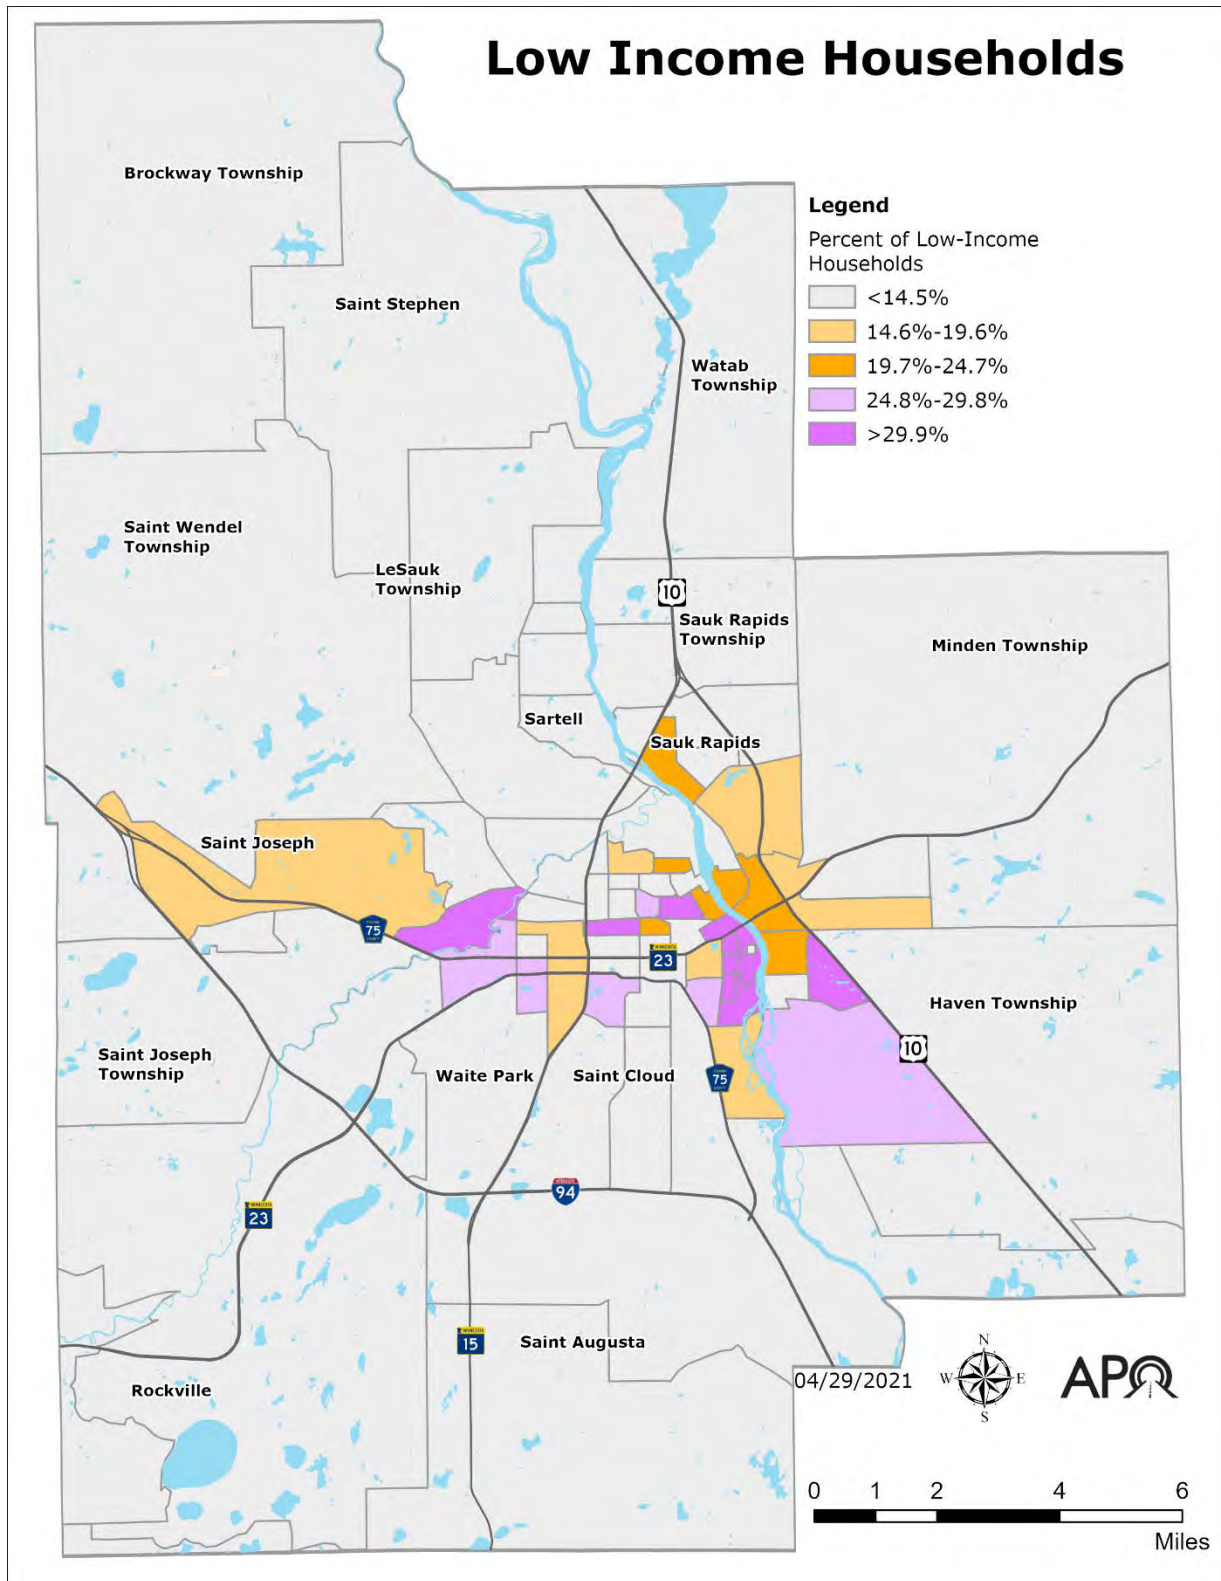 Low Income Households
Brockway Township
Legend
Percent of Low-Income
Households
<14.5%
14.6%-19.6%
19.7%-24.7%
24.8%-29.8%
>29.9%
Saint Stephen
Watab
Township
Saint Wendel
Township
LeSauk
Township
10
Sauk Rapids
Township
Minden Township
Sartell
Sauk Rapids
Saint Joseph
75
23
Haven Township
10
Saint Joseph
Township
Waite Park
Saint Cloud
75
94
23
15
Saint Augusta
Rockville
04/29/2021
N
W
E
S
APO
0 1 2 4 6
Miles